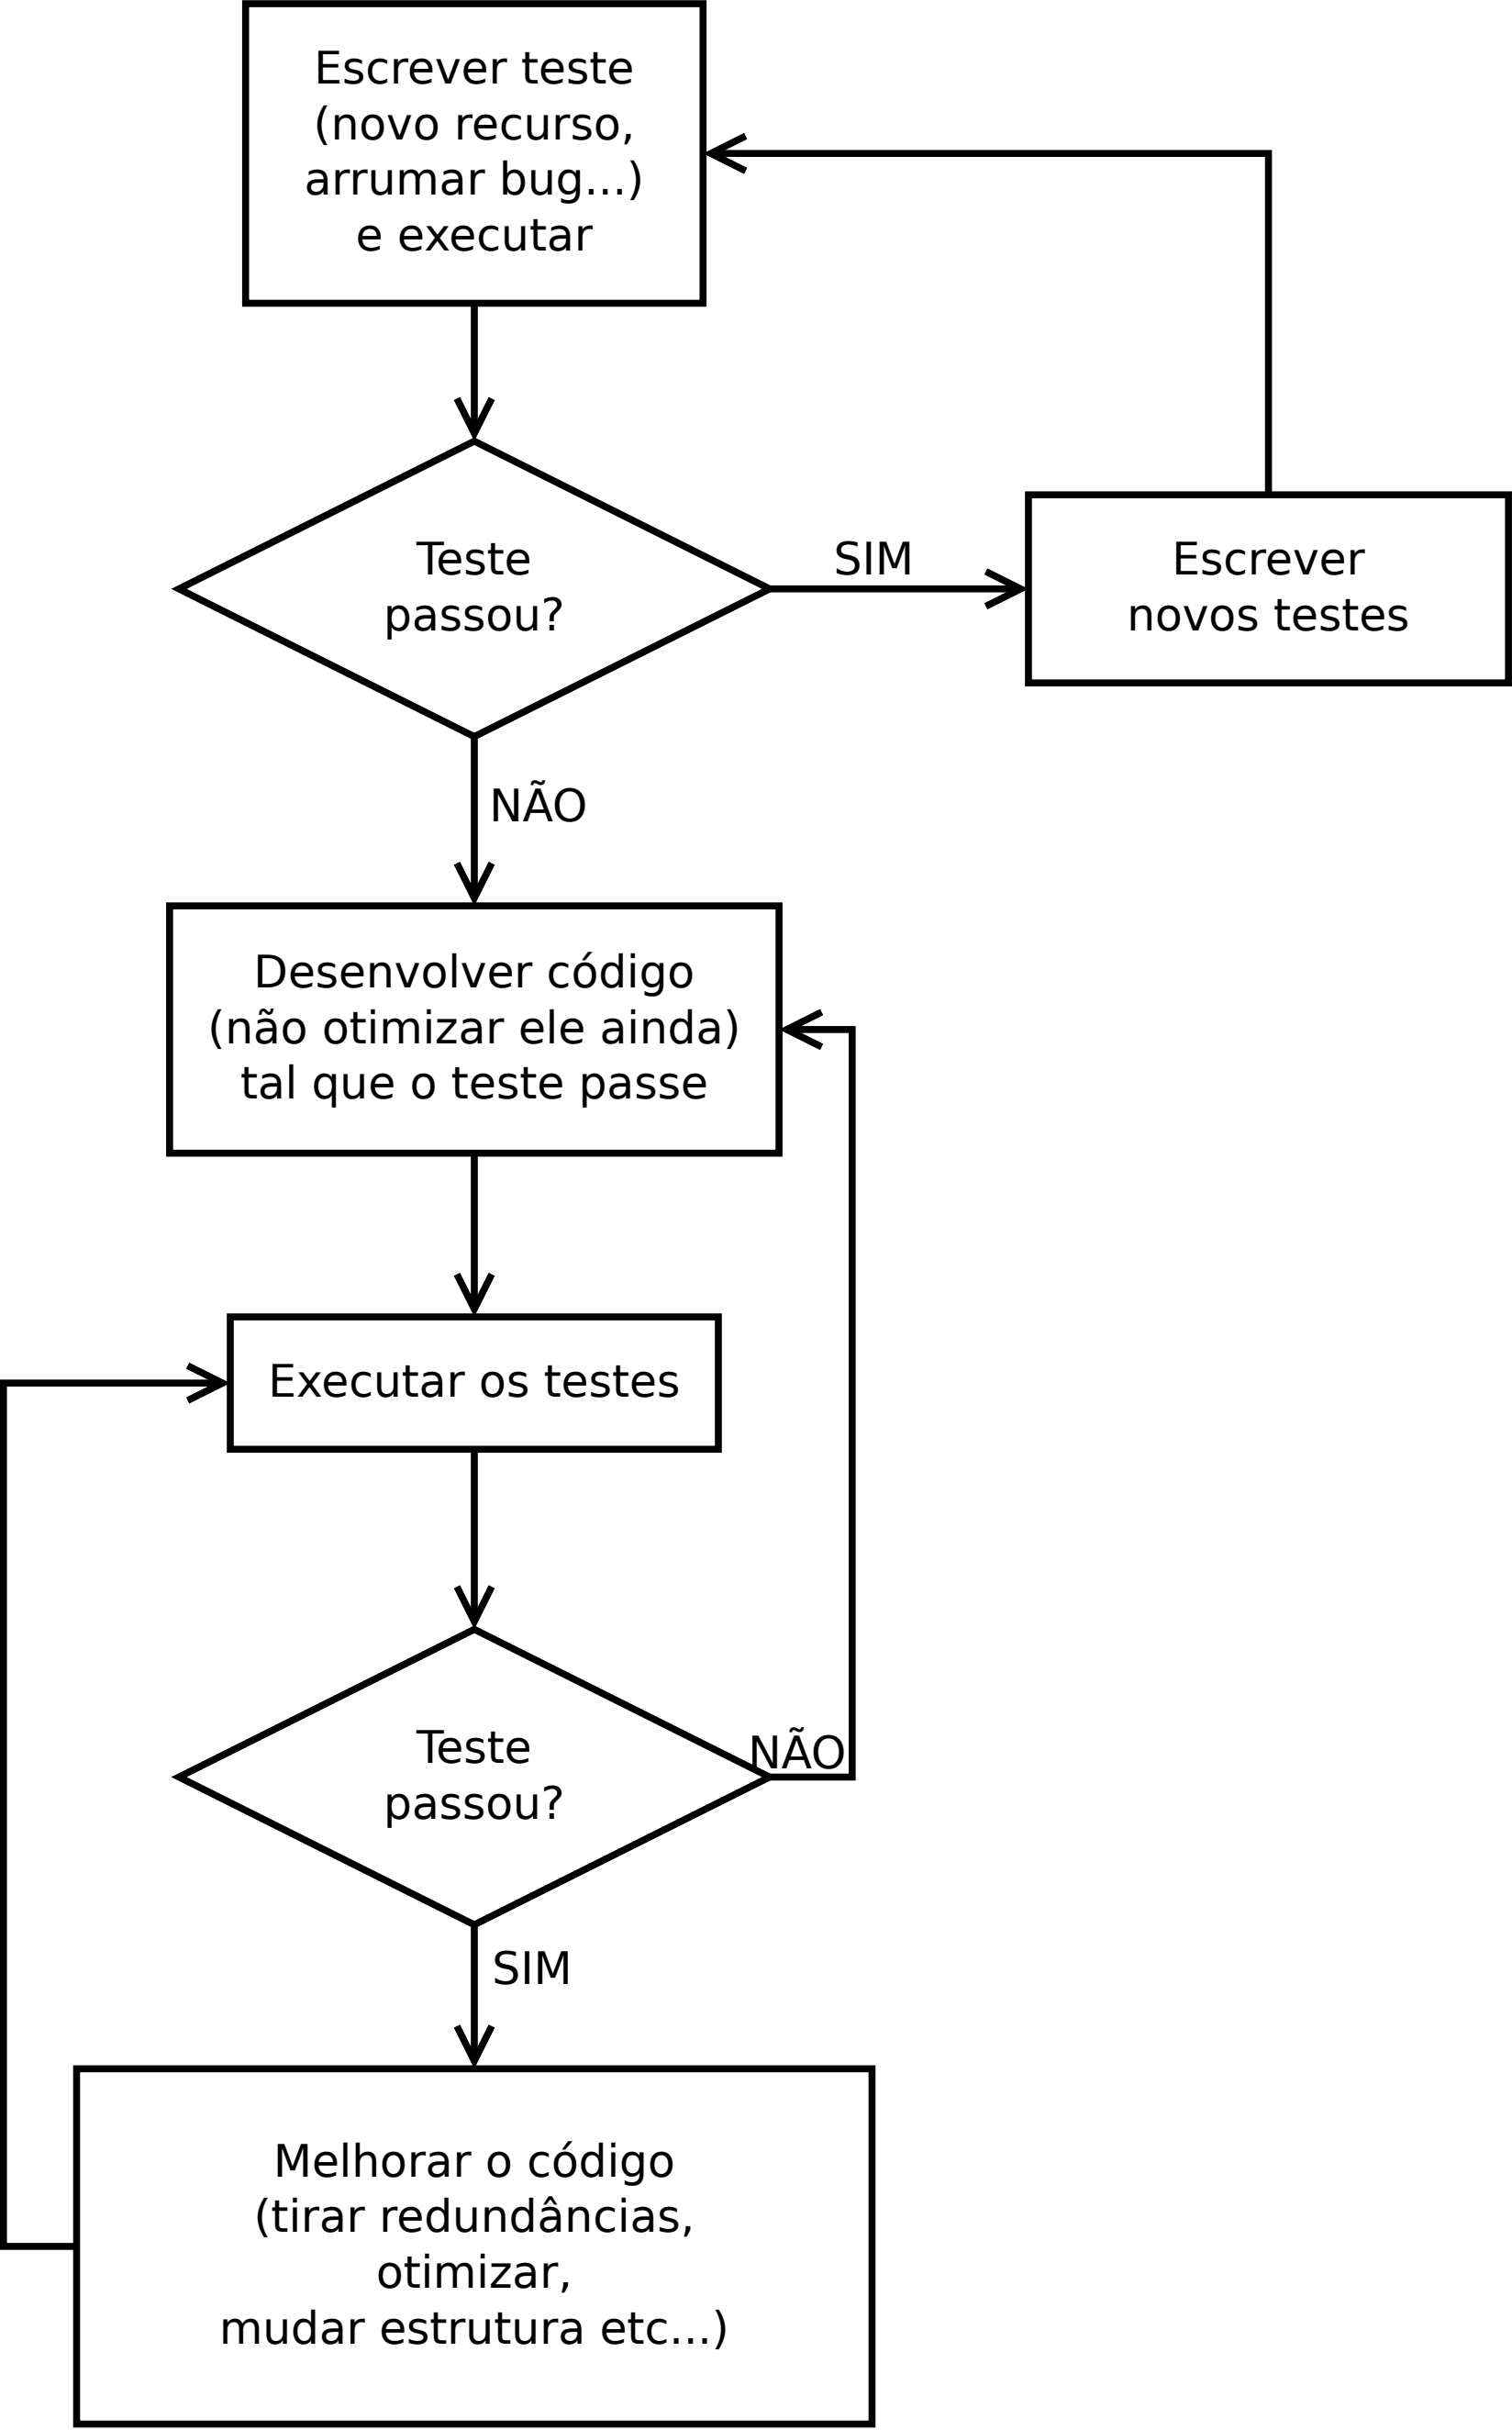 Escrever teste
(novo recurso,
arrumar bug...)
e executar
Teste
passou?
SIM
Escrever
novos testes
NÃO
Desenvolver código
(não otimizar ele ainda)
tal que o teste passe
Executar os testes
Teste
passou?
NÃO
SIM
Melhorar o código
(tirar redundâncias,
otimizar,
mudar estrutura etc...)